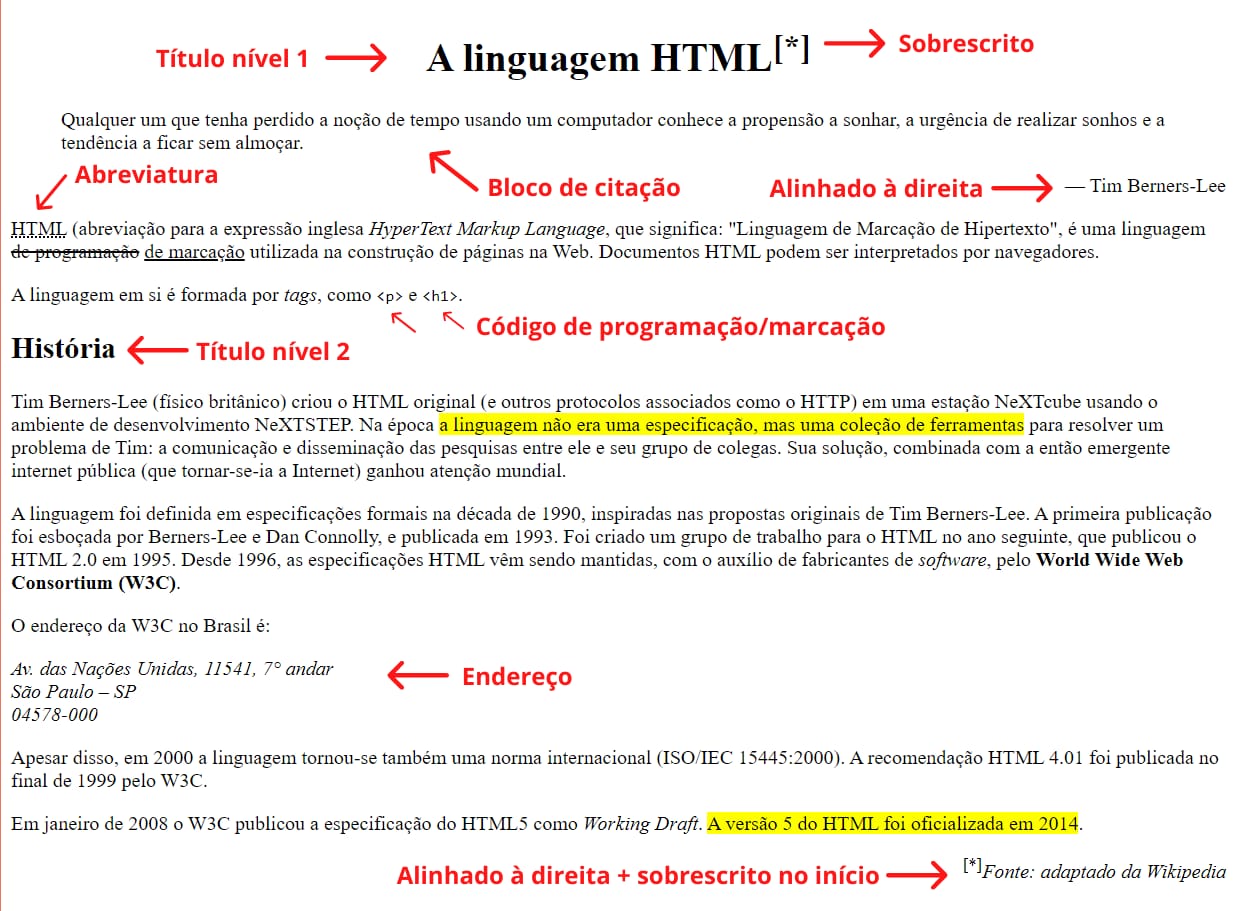 Título nível 1
A linguagem HTML[*]
Sobrescrito
Qualquer um que tenha perdido a noção de tempo usando um computador conhece a propensão a sonhar, a urgência de realizar sonhos e a
tendência a ficar sem almoçar.
Abreviatura
Bloco de citação
Alinhado à direita
— Tim Berners-Lee
HTML (abreviação para a expressão inglesa HyperText Markup Language, que significa: "Linguagem de Marcação de Hipertexto", é uma linguagem
de programação de marcação utilizada na construção de páginas na Web. Documentos HTML podem ser interpretados por navegadores.
A linguagem em si é formada por tags, como <p> e <h1>.
Código de programação/marcação
História
Título nível 2
Tim Berners-Lee (físico britânico) criou o HTML original (e outros protocolos associados como o HTTP) em uma estação NeXTcube usando o
ambiente de desenvolvimento NeXTSTEP. Na época a linguagem não era uma especificação, mas uma coleção de ferramentas para resolver um
problema de Tim: a comunicação e disseminação das pesquisas entre ele e seu grupo de colegas. Sua solução, combinada com a então emergente
internet pública (que tornar-se-ia a Internet) ganhou atenção mundial.
A linguagem foi definida em especificações formais na década de 1990, inspiradas nas propostas originais de Tim Berners-Lee. A primeira publicação
foi esboçada por Berners-Lee e Dan Connolly, e publicada em 1993. Foi criado um grupo de trabalho para o HTML no ano seguinte, que publicou o
HTML 2.0 em 1995. Desde 1996, as especificações HTML vêm sendo mantidas, com o auxílio de fabricantes de software, pelo World Wide Web
Consortium (W3C).
O endereço da W3C no Brasil é:
Av. das Nações Unidas, 11541, 7° andar
São Paulo – SP
04578-000
Endereço
Apesar disso, em 2000 a linguagem tornou-se também uma norma internacional (ISO/IEC 15445:2000). A recomendação HTML 4.01 foi publicada no
final de 1999 pelo W3C.
Em janeiro de 2008 o W3C publicou a especificação do HTML5 como Working Draft. A versão 5 do HTML foi oficializada em 2014.
Alinhado à direita + sobrescrito no início
[*]Fonte: adaptado da Wikipedia